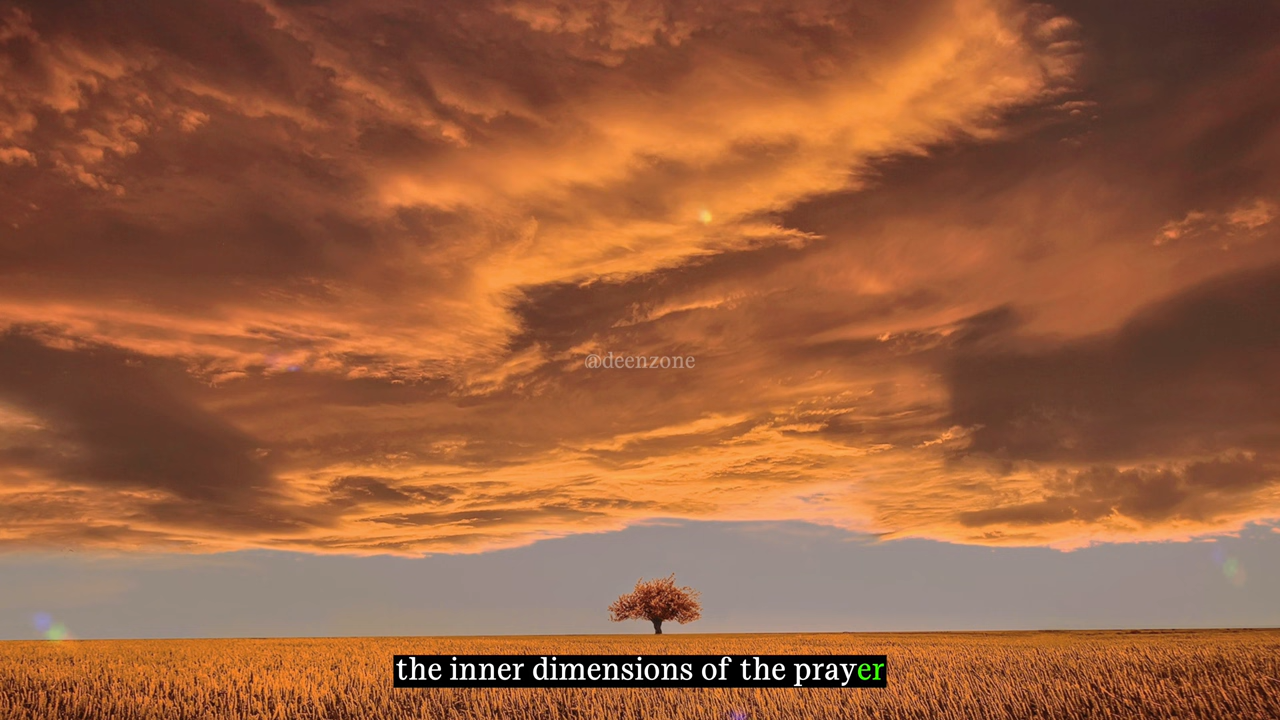 @deenzone
the inner dimensions of the prayer